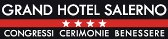 GRAND HOTEL SALERNO
★★★★
CONGRESSI CERIMONIE BENESSERE